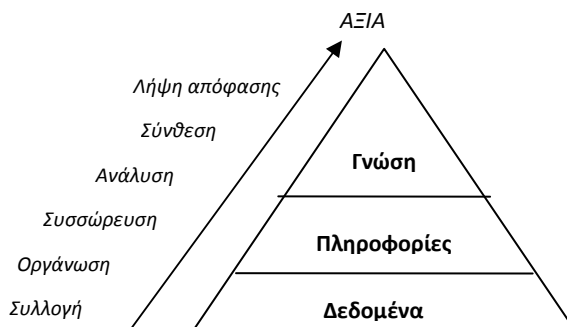 ΑΞΙΑ
Λήψη απόφασης
Σύνθεση
Ανάλυση
Συσσώρευση
Οργάνωση
Συλλογή
Γνώση
Πληροφορίες
Δεδομένα